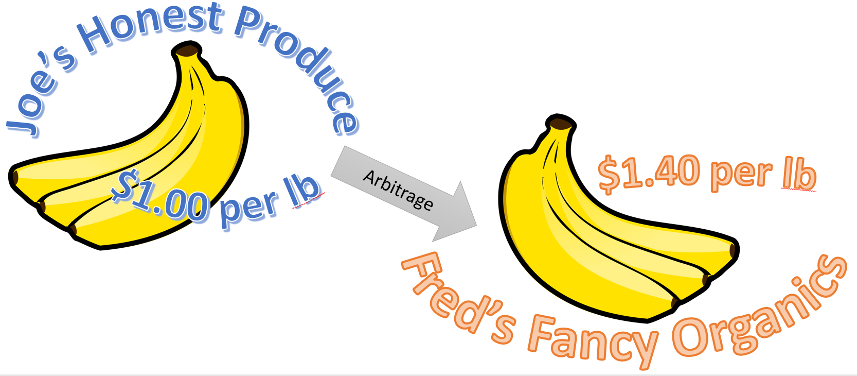 Joe's Honest Produce
$1.00 per lb
Arbitrage
$1.40 per lb
Fred's Fancy Organics